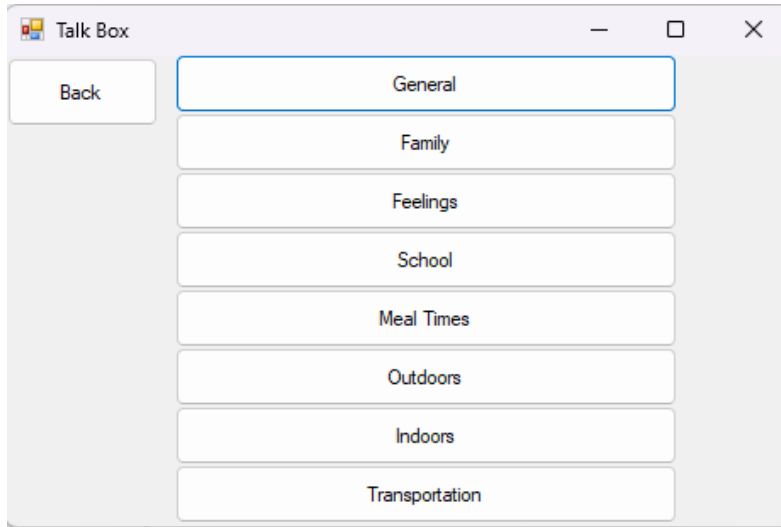 Talk Box
Back
General
Family
Feelings
School
Meal Times
Outdoors
Indoors
Transportation